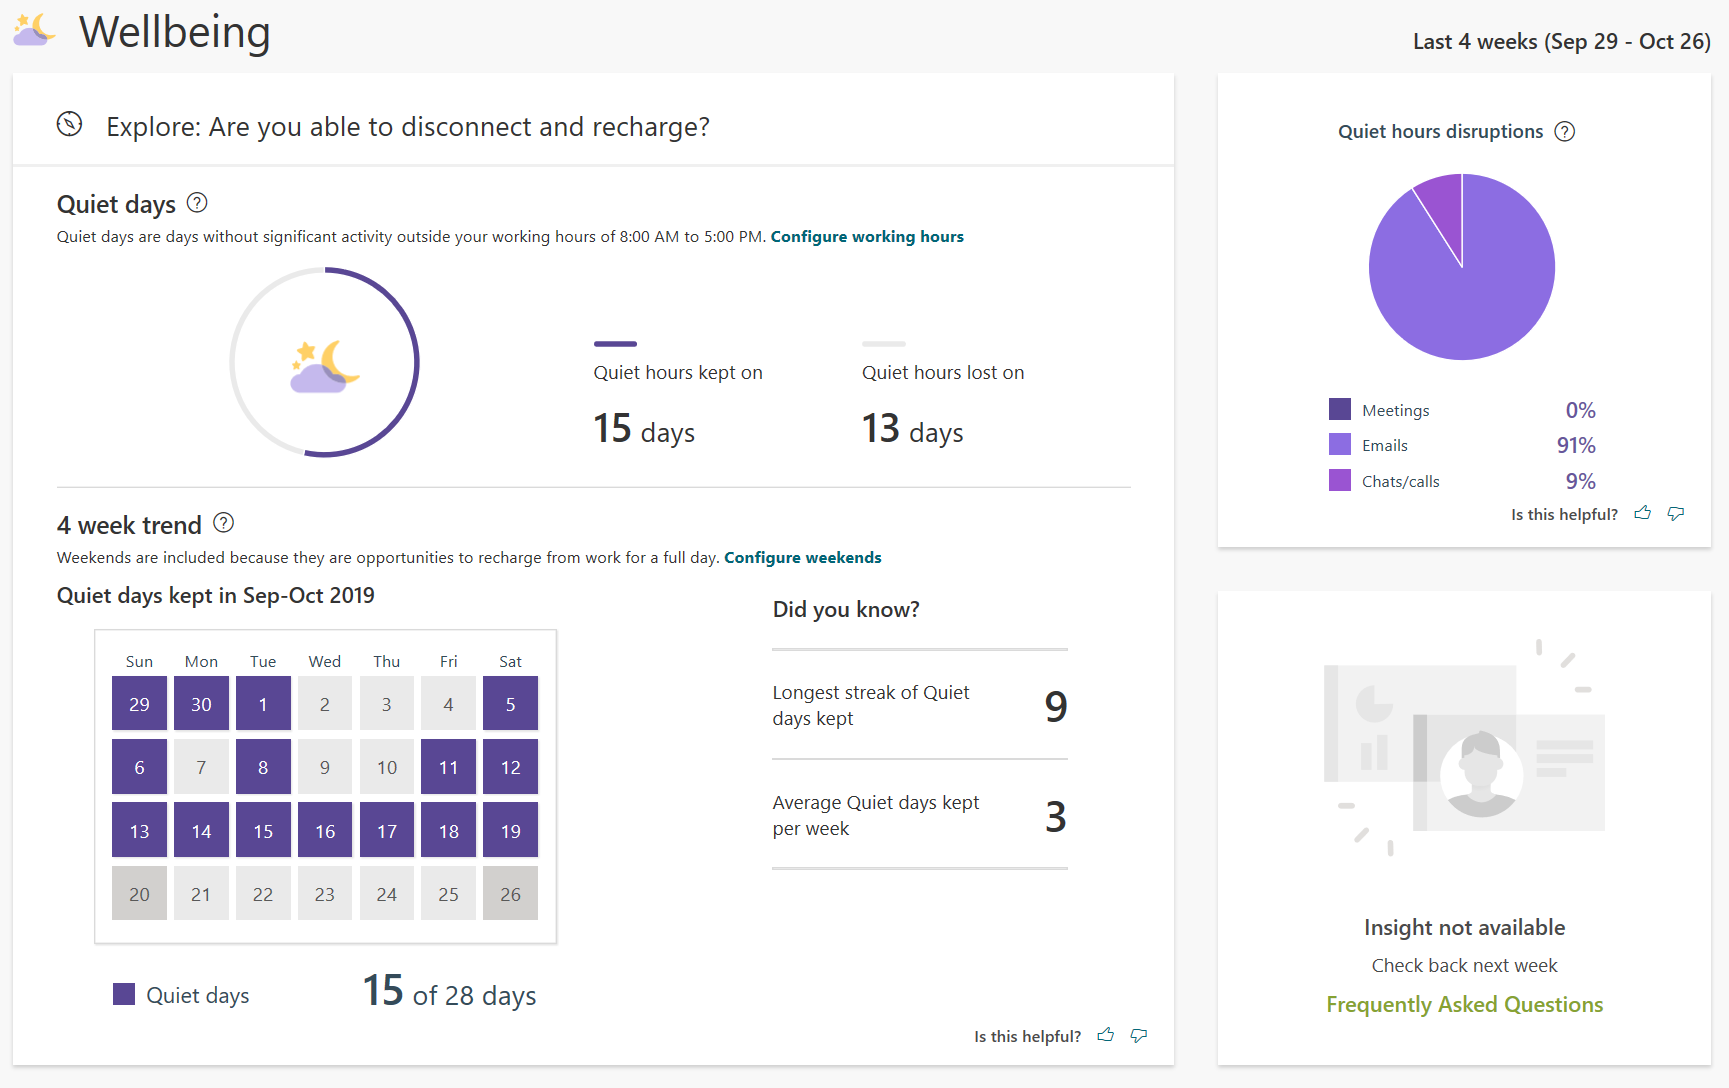 Wellbeing
Last 4 weeks (Sep 29 - Oct 26)
Explore: Are you able to disconnect and recharge?
Quiet days ?
Quiet days are days without significant activity outside your working hours of 8:00 AM to 5:00 PM. Configure working hours
Quiet hours kept on
15 days
Quiet hours lost on
13 days
4 week trend ?
Weekends are included because they are opportunities to recharge from work for a full day. Configure weekends
Quiet days kept in Sep-Oct 2019
Sun Mon Tue Wed Thu Fri Sat
29 30 1 2 3 4 5
6 7 8 9 10 11 12
13 14 15 16 17 18 19
20 21 22 23 24 25 26
Quiet days 15 of 28 days
Did you know?
Longest streak of Quiet
days kept
9
Average Quiet days kept
per week
3
Is this helpful?
Quiet hours disruptions ?
Meetings 0%
Emails 91%
Chats/calls 9%
Is this helpful?
Insight not available
Check back next week
Frequently Asked Questions